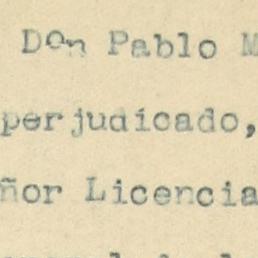 Don Pablo M
perjudicado,
ñor Licencia